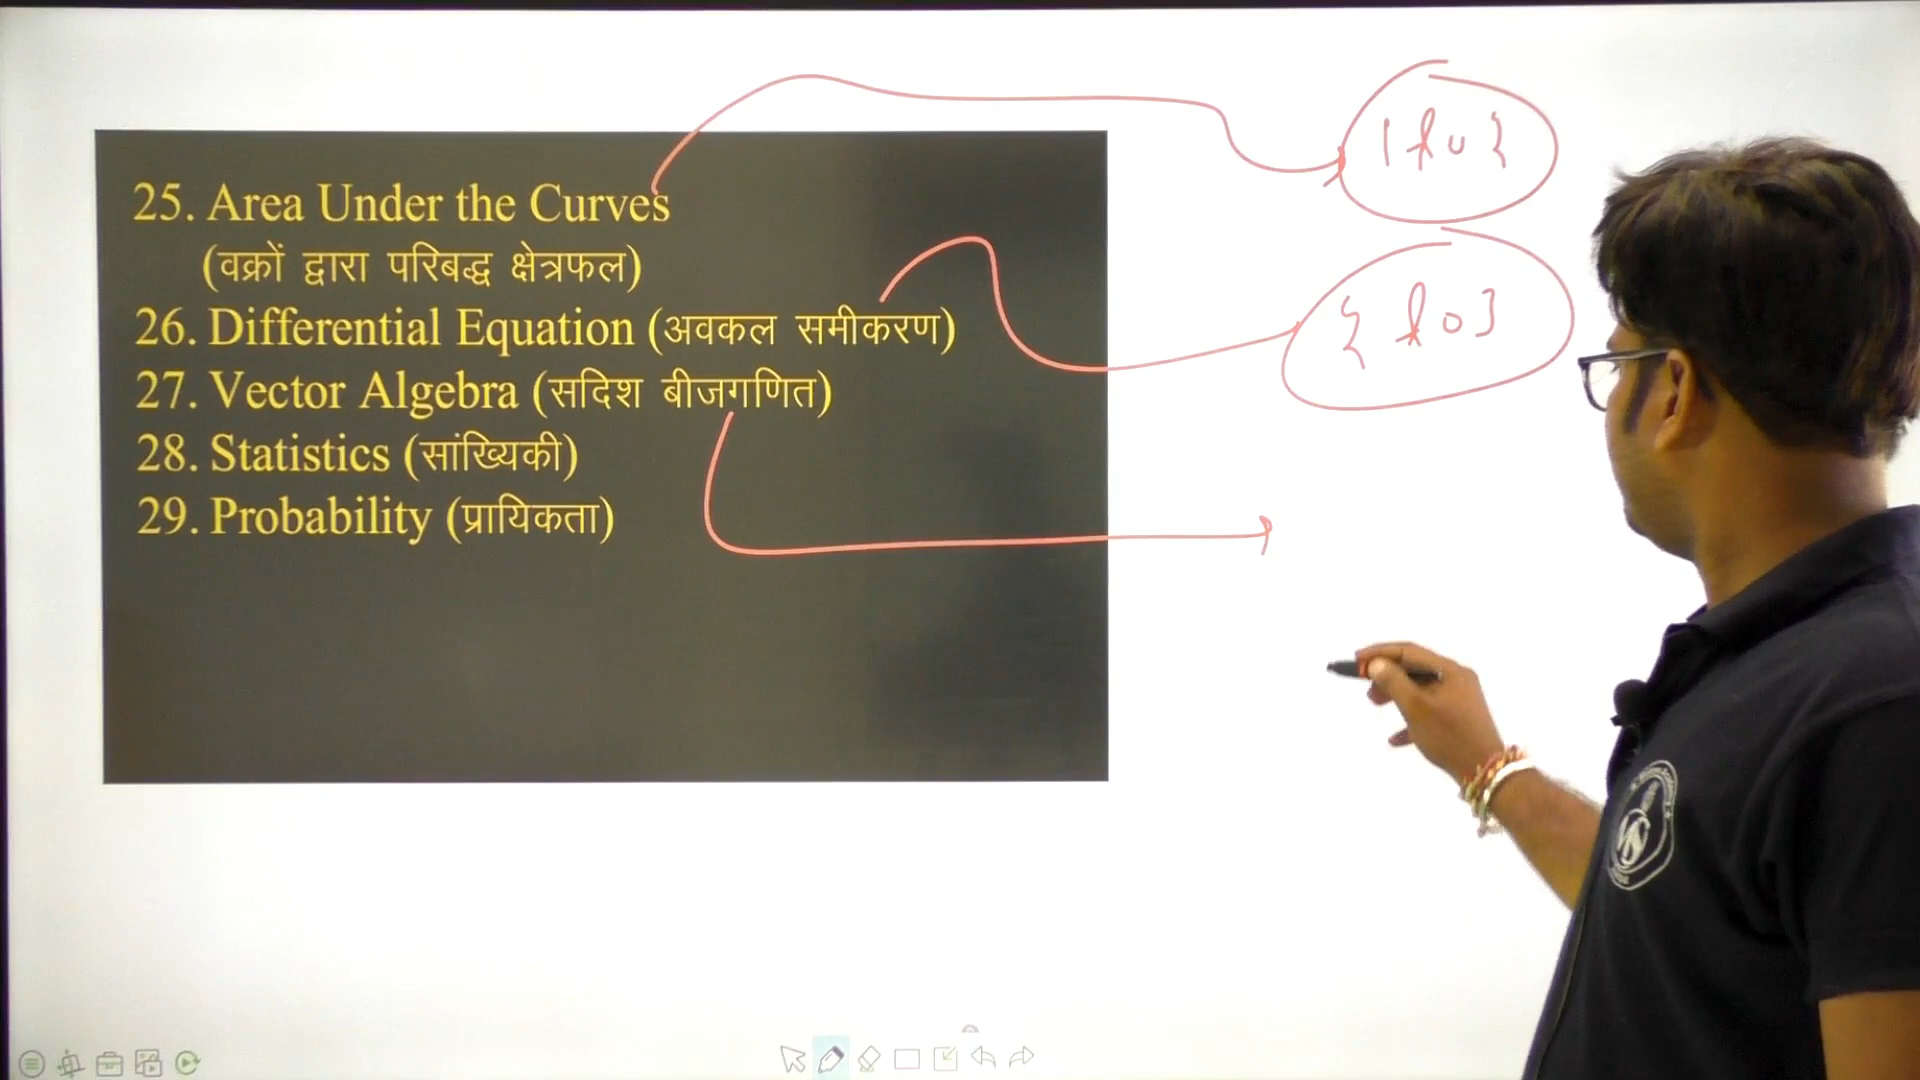 25. Area Under the Curves
(वक्रों द्वारा परिबद्ध क्षेत्रफल)
26. Differential Equation (अवकल समीकरण)
27. Vector Algebra (सदिश बीजगणित)
28. Statistics (सांख्यिकी)
29. Probability (प्रायिकता)